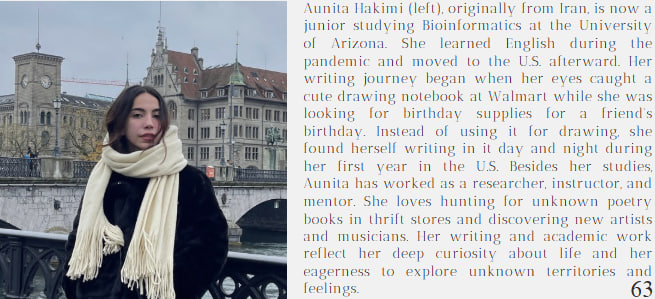 Aunita Hakimi (left), originally from Iran, is now a
junior studying Bioinformatics at the University
of Arizona. She learned English during the
pandemic and moved to the U.S. afterward. Her
writing journey began when her eyes caught a
cute drawing notebook at Walmart while she was
looking for birthday supplies for a friend's
birthday. Instead of using it for drawing, she
found herself writing in it day and night during
her first year in the U.S. Besides her studies,
Aunita has worked as a researcher, instructor, and
mentor. She loves hunting for unknown poetry
books in thrift stores and discovering new artists
and musicians. Her writing and academic work
reflect her deep curiosity about life and her
eagerness to explore unknown territories and
feelings.
63